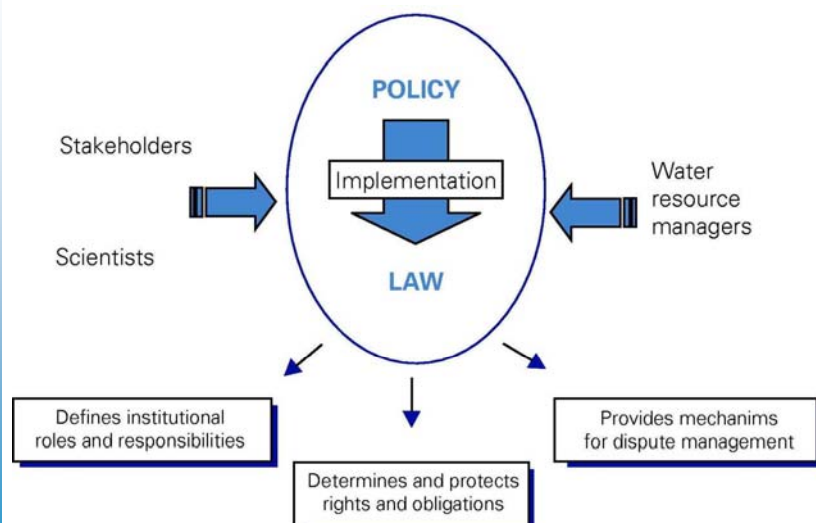 POLICY
Stakeholders
Implementation
Water
resource
managers
Scientists
LAW
Defines institutional
roles and responsibilities
Determines and protects
rights and obligations
Provides mechanims
for dispute management